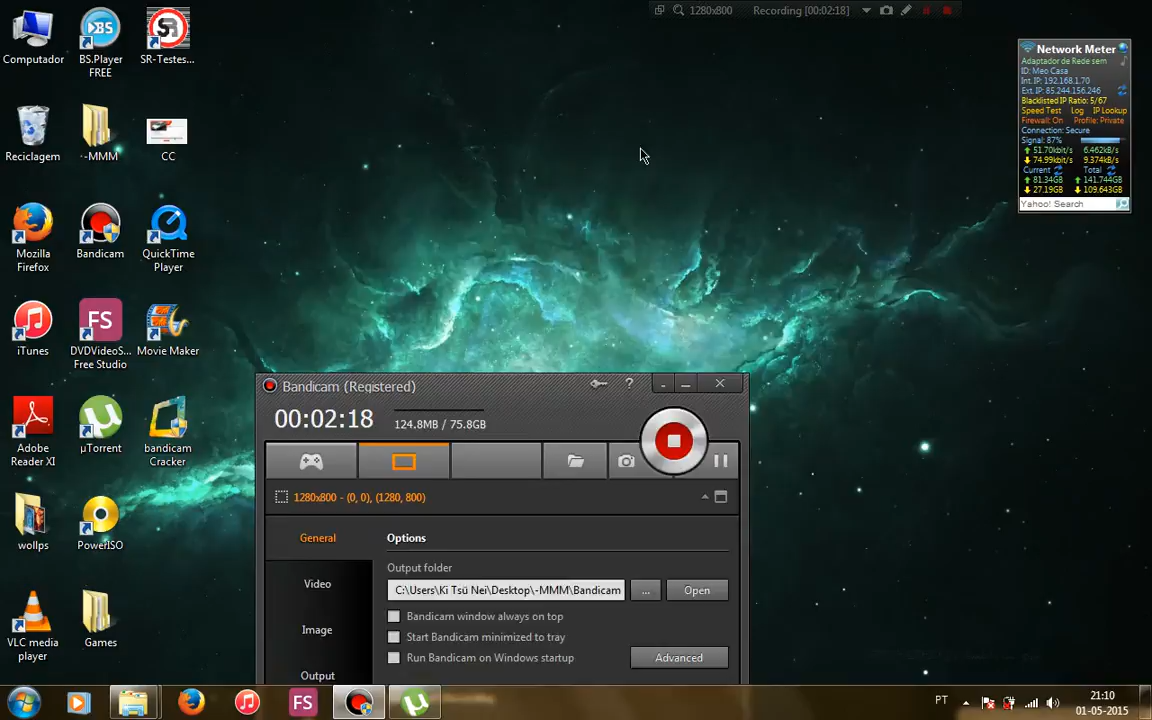 1280x800 Recording [00:02:18]
Computador
BS.Player
FREE
SR-Testes...
Reciclagem
-MMM
CC
Mozilla
Firefox
Bandicam
QuickTime
Player
iTunes
DVDVideoS...
Free Studio
Movie Maker
Adobe
Reader XI
µTorrent
bandicam
Cracker
wollps
PowerISO
VLC media
player
Games
Network Meter
Adaptador de Rede sem
ID: Meo Casa
Int. IP: 192.168.1.70
Ext. IP: 85.244.156.246
Blacklisted IP Ratio: 5/67
Speed Test Log IP Lookup
Firewall: On Profile: Private
Connection: Secure
Signal: 87%
51.70kbit/s 6.462kB/s
74.99kbit/s 9.374kB/s
Current Total
81.34GB 141.744GB
27.19GB 109.643GB
Yahoo! Search
Bandicam (Registered)
?
00:02:18 124.8MB / 75.8GB
1280x800 - (0, 0), (1280, 800)
General
Video
Image
Output
Options
Output folder
C:\Users\Ki Tsü Nei\Desktop\-MMM\Bandicam ... Open
Bandicam window always on top
Start Bandicam minimized to tray
Run Bandicam on Windows startup
Advanced
FS
PT
21:10
01-05-2015